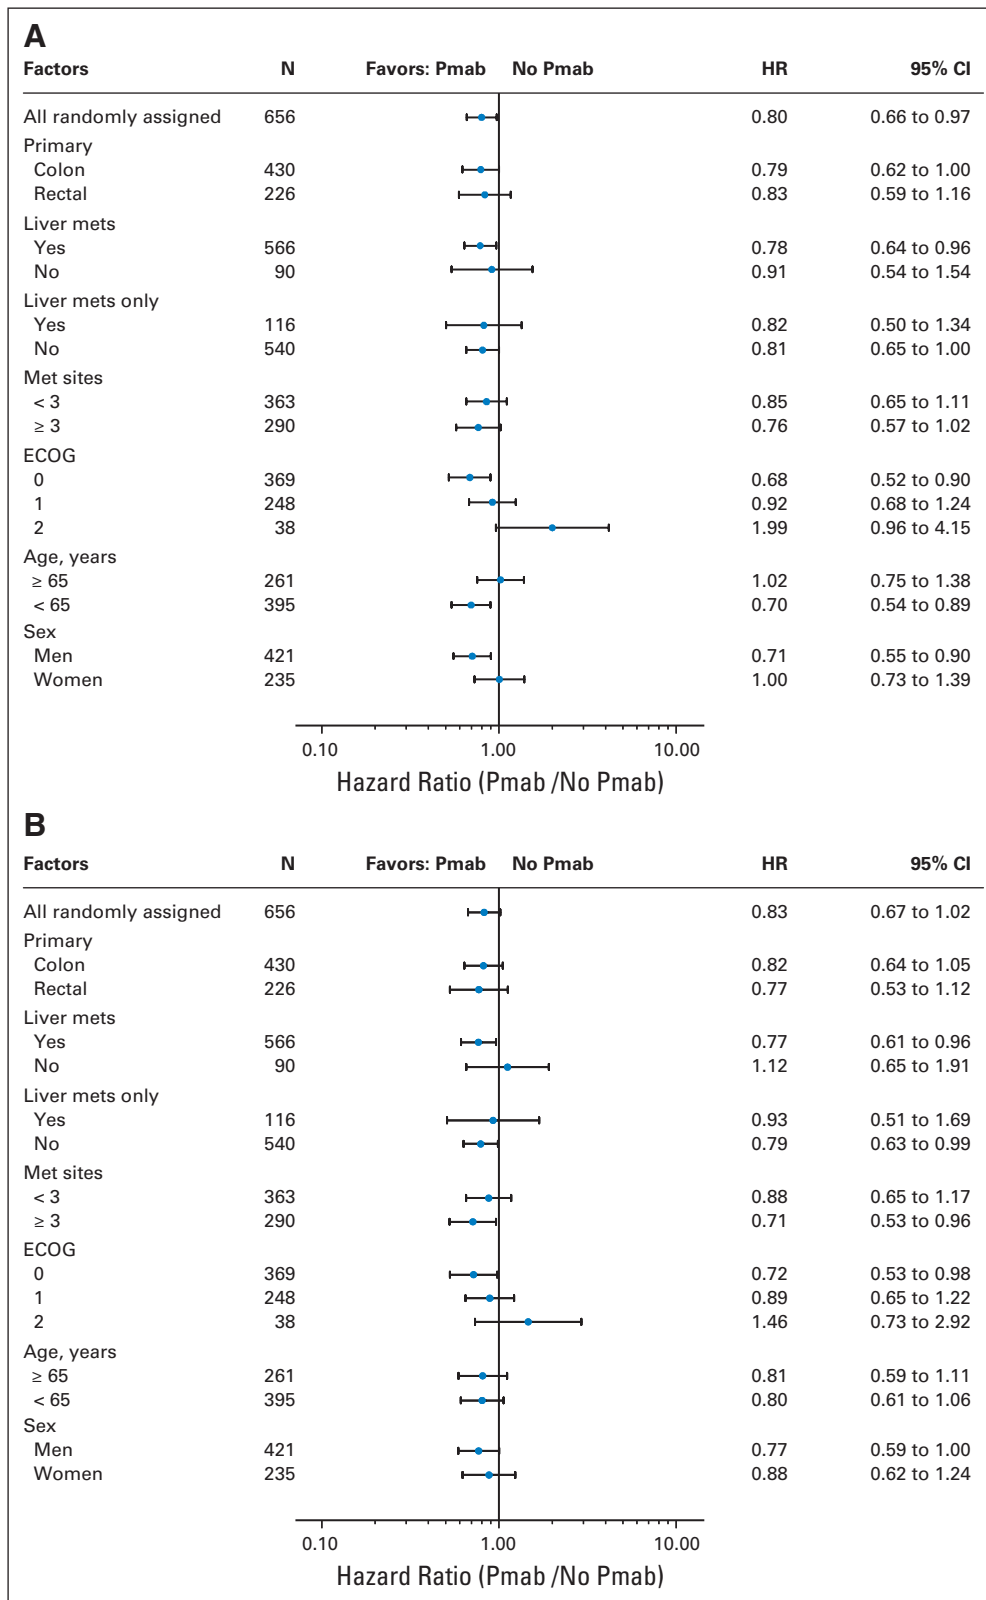 A
Factors N Favors: Pmab No Pmab HR 95% CI
All randomly assigned 656 0.80 0.66 to 0.97
Primary
Colon 430 0.79 0.62 to 1.00
Rectal 226 0.83 0.59 to 1.16
Liver mets
Yes 566 0.78 0.64 to 0.96
No 90 0.91 0.54 to 1.54
Liver mets only
Yes 116 0.82 0.50 to 1.34
No 540 0.81 0.65 to 1.00
Met sites
< 3 363 0.85 0.65 to 1.11
≥ 3 290 0.76 0.57 to 1.02
ECOG
0 369 0.68 0.52 to 0.90
1 248 0.92 0.68 to 1.24
2 38 1.99 0.96 to 4.15
Age, years
≥ 65 261 1.02 0.75 to 1.38
< 65 395 0.70 0.54 to 0.89
Sex
Men 421 0.71 0.55 to 0.90
Women 235 1.00 0.73 to 1.39
0.10 1.00 10.00
Hazard Ratio (Pmab /No Pmab)
B
Factors N Favors: Pmab No Pmab HR 95% CI
All randomly assigned 656 0.83 0.67 to 1.02
Primary
Colon 430 0.82 0.64 to 1.05
Rectal 226 0.77 0.53 to 1.12
Liver mets
Yes 566 0.77 0.61 to 0.96
No 90 1.12 0.65 to 1.91
Liver mets only
Yes 116 0.93 0.51 to 1.69
No 540 0.79 0.63 to 0.99
Met sites
< 3 363 0.88 0.65 to 1.17
≥ 3 290 0.71 0.53 to 0.96
ECOG
0 369 0.72 0.53 to 0.98
1 248 0.89 0.65 to 1.22
2 38 1.46 0.73 to 2.92
Age, years
≥ 65 261 0.81 0.59 to 1.11
< 65 395 0.80 0.61 to 1.06
Sex
Men 421 0.77 0.59 to 1.00
Women 235 0.88 0.62 to 1.24
0.10 1.00 10.00
Hazard Ratio (Pmab /No Pmab)